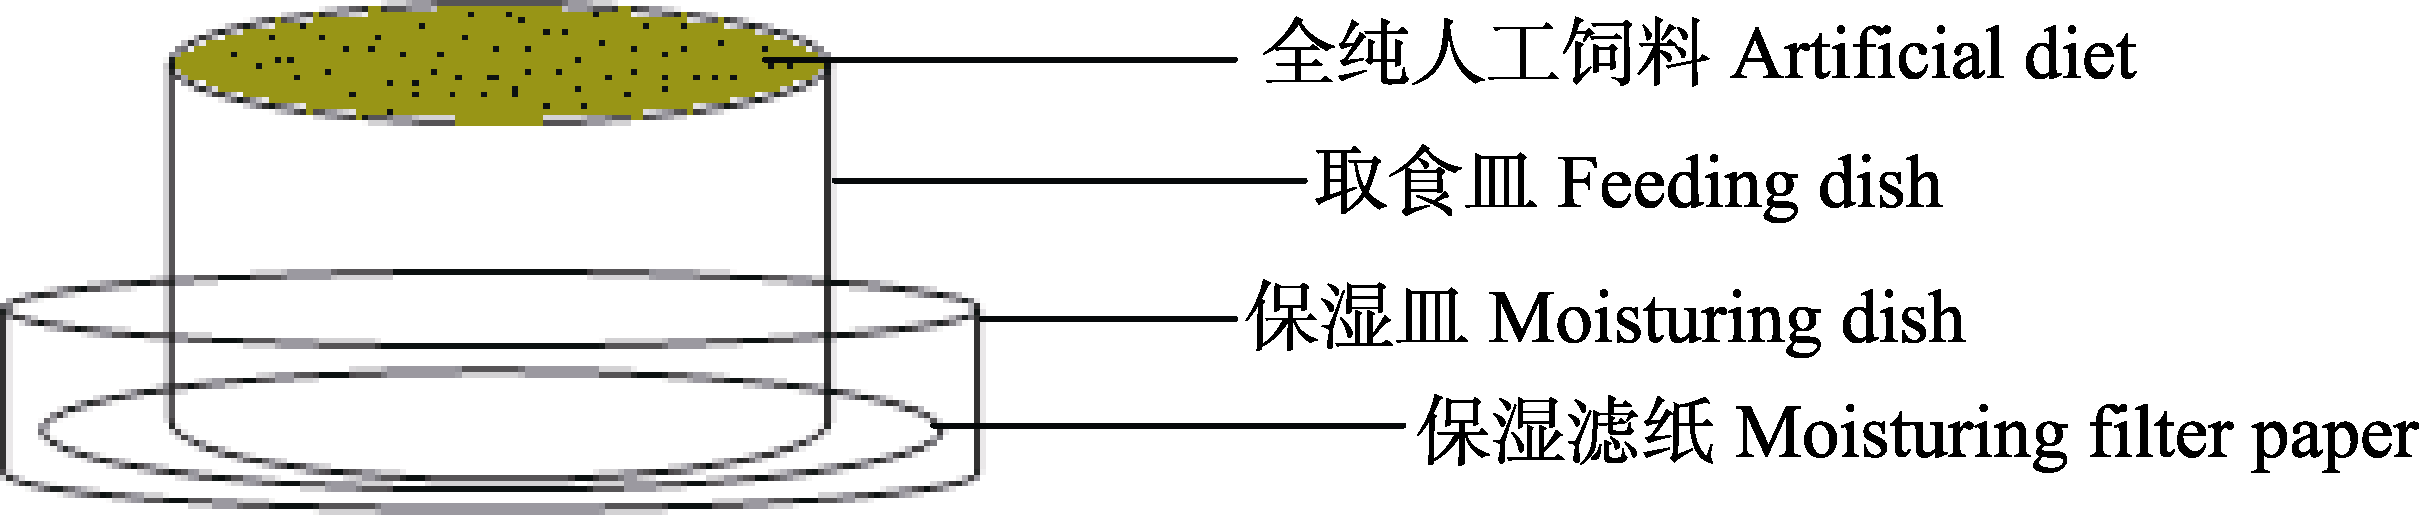 全纯人工饲料 Artificial diet
取食皿 Feeding dish
保湿皿 Moisturing dish
保湿滤纸 Moisturing filter paper